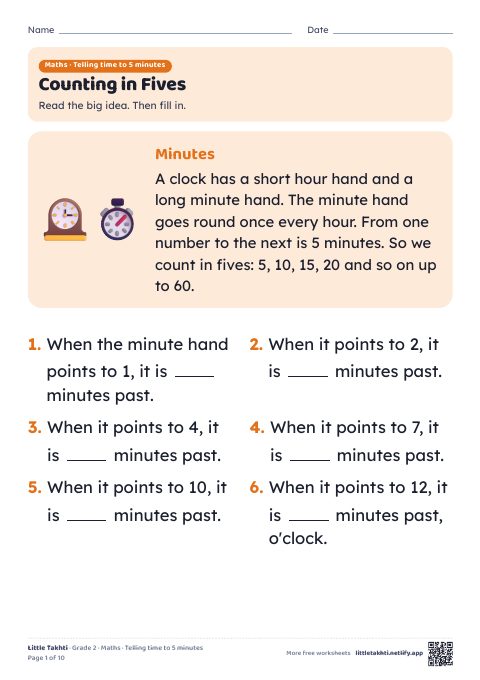 Name
Date
Maths · Telling time to 5 minutes
Counting in Fives
Read the big idea. Then fill in.
Minutes
A clock has a short hour hand and a
long minute hand. The minute hand
goes round once every hour. From one
number to the next is 5 minutes. So we
count in fives: 5, 10, 15, 20 and so on up
to 60.
1. When the minute hand
points to 1, it is ____
minutes past.
2. When it points to 2, it
is ____ minutes past.
3. When it points to 4, it
is ____ minutes past.
4. When it points to 7, it
is ____ minutes past.
5. When it points to 10, it
is ____ minutes past.
6. When it points to 12, it
is ____ minutes past,
o'clock.
Little Takhti · Grade 2 · Maths · Telling time to 5 minutes
Page 1 of 10
More free worksheets · littletakhti.netlify.app